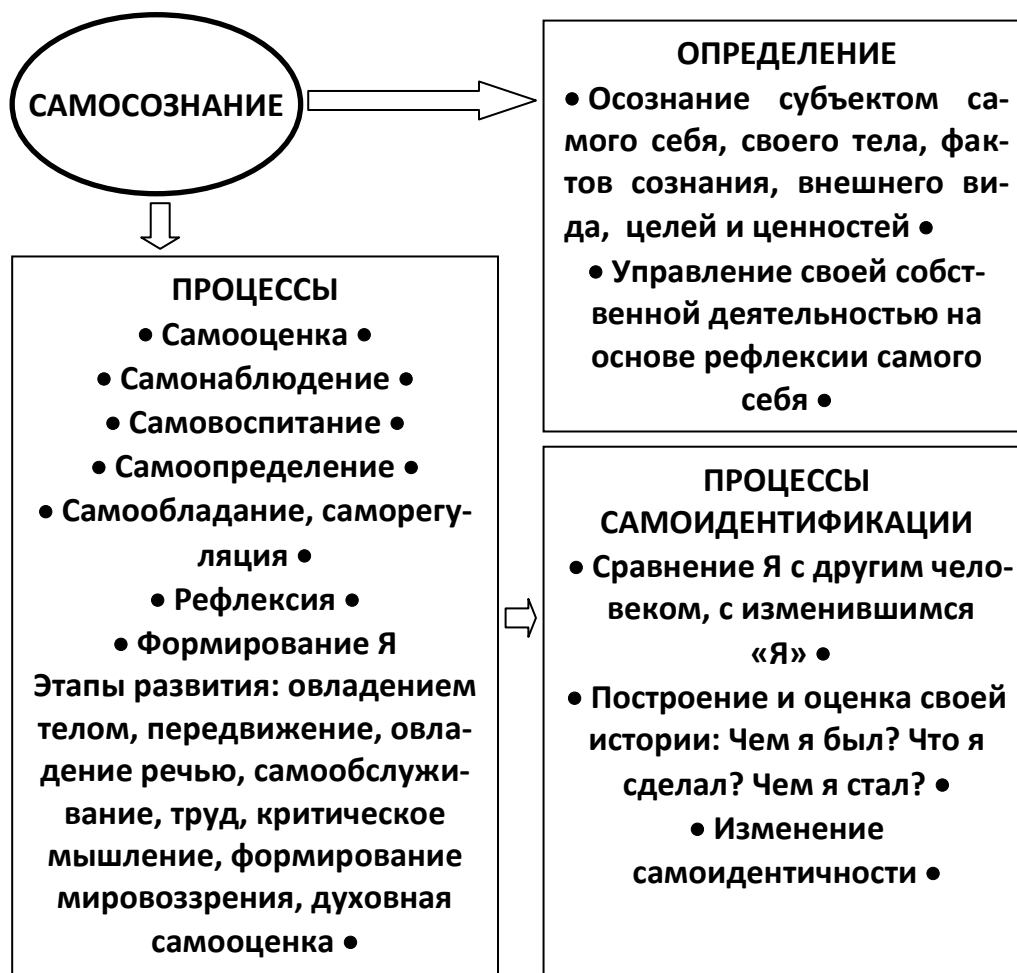 САМОСОЗНАНИЕ
ОПРЕДЕЛЕНИЕ
• Осознание субъектом са-
мого себя, своего тела, фак-
тов сознания, внешнего ви-
да, целей и ценностей •
• Управление своей собст-
венной деятельностью на
основе рефлексии самого
себя •
ПРОЦЕССЫ
• Самооценка •
• Самонаблюдение •
• Самовоспитание •
• Самоопределение •
• Самообладание, саморегу-
ляция •
• Рефлексия •
• Формирование Я
Этапы развития: овладением
телом, передвижение, овла-
дение речью, самообслужи-
вание, труд, критическое
мышление, формирование
мировоззрения, духовная
самооценка •
ПРОЦЕССЫ
САМОИДЕНТИФИКАЦИИ
• Сравнение Я с другим чело-
веком, с изменившимся
«Я» •
• Построение и оценка своей
истории: Чем я был? Что я
сделал? Чем я стал? •
• Изменение
самоидентичности •